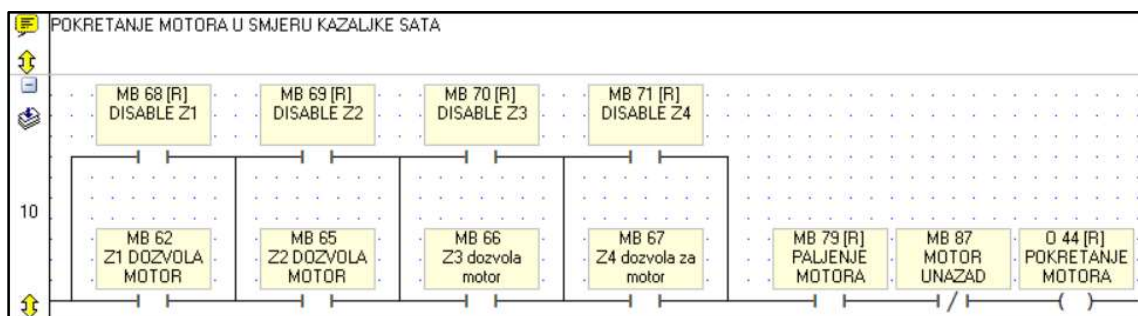 POKRETANJE MOTORA U SMJERU KAZALJKE SATA
MB 68 [R]
DISABLE Z1
MB 69 [R]
DISABLE Z2
MB 70 [R]
DISABLE Z3
MB 71 [R]
DISABLE Z4
10
MB 62
Z1 DOZVOLA
MOTOR
MB 65
Z2 DOZVOLA
MOTOR
MB 66
Z3 dozvola
motor
MB 67
Z4 dozvola za
motor
MB 79 [R]
PALJENJE
MOTORA
MB 87
MOTOR
UNAZAD
O 44 [R]
POKRETANJE
MOTORA